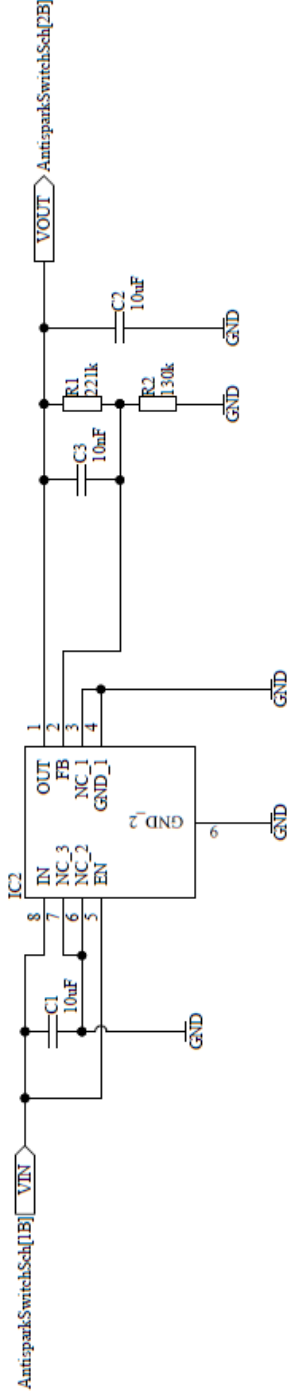 AntisparkSwitchSch[1B]
VIN
C1
10uF
GND
IC2
8
7
6
5
IN
NC_3
NC_2
EN
OUT
FB
NC_1
GND_1
GND_2
1
2
3
4
9
GND
GND
C3
10nF
R1
221k
R2
130k
GND
C2
10uF
GND
VOUT
AntisparkSwitchSch[2B]